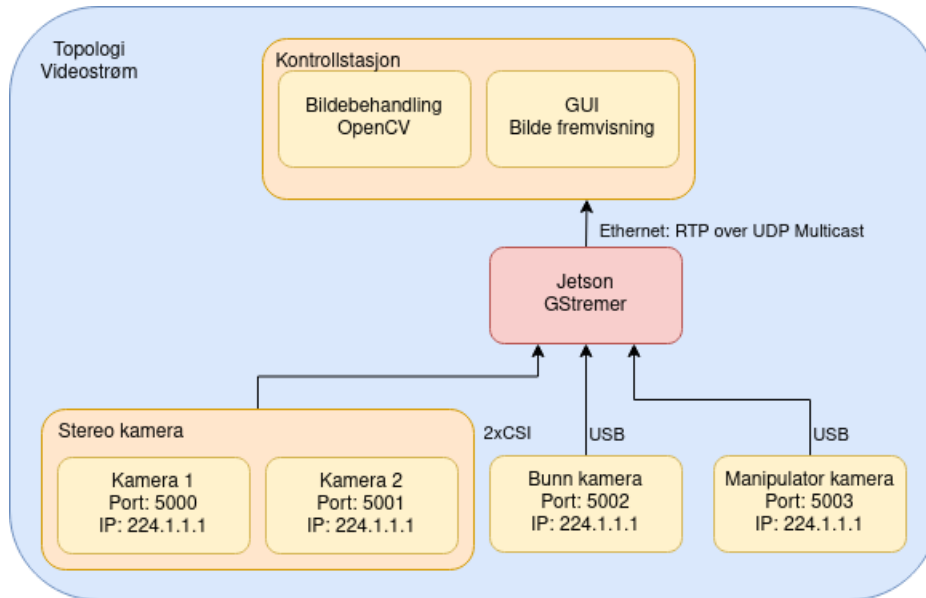 Topologi
Videostrøm
Kontrollstasjon
Bildebehandling
OpenCV
GUI
Bilde fremvisning
Ethernet: RTP over UDP Multicast
Jetson
GStremer
Stereo kamera
2xCSI
USB
USB
Kamera 1
Port: 5000
IP: 224.1.1.1
Kamera 2
Port: 5001
IP: 224.1.1.1
Bunn kamera
Port: 5002
IP: 224.1.1.1
Manipulator kamera
Port: 5003
IP: 224.1.1.1